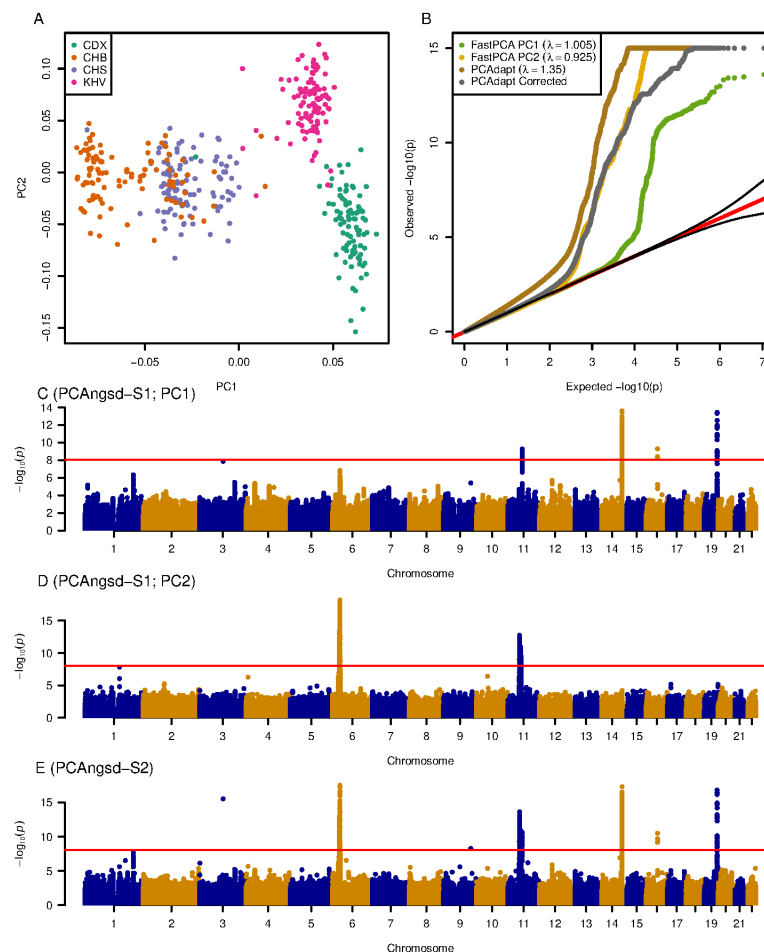 A
CDX
CHB
CHS
KHV
0.10
0.05
0.00
−0.05
−0.10
−0.15
PC2
−0.05
0.00
0.05
PC1
B
FastPCA PC1 (λ = 1.005)
FastPCA PC2 (λ = 0.925)
PCAdapt (λ = 1.35)
PCAdapt Corrected
15
10
5
0
Observed −log10(p)
0 1 2 3 4 5 6 7
Expected −log10(p)
C (PCAngsd−S1; PC1)
14
12
10
8
6
4
2
0
−log10(p)
1 2 3 4 5 6 7 8 9 10 11 12 13 14 15 17 19 21
Chromosome
D (PCAngsd−S1; PC2)
15
10
5
0
−log10(p)
1 2 3 4 5 6 7 8 9 10 11 12 13 14 15 17 19 21
Chromosome
E (PCAngsd−S2)
15
10
5
0
−log10(p)
1 2 3 4 5 6 7 8 9 10 11 12 13 14 15 17 19 21
Chromosome